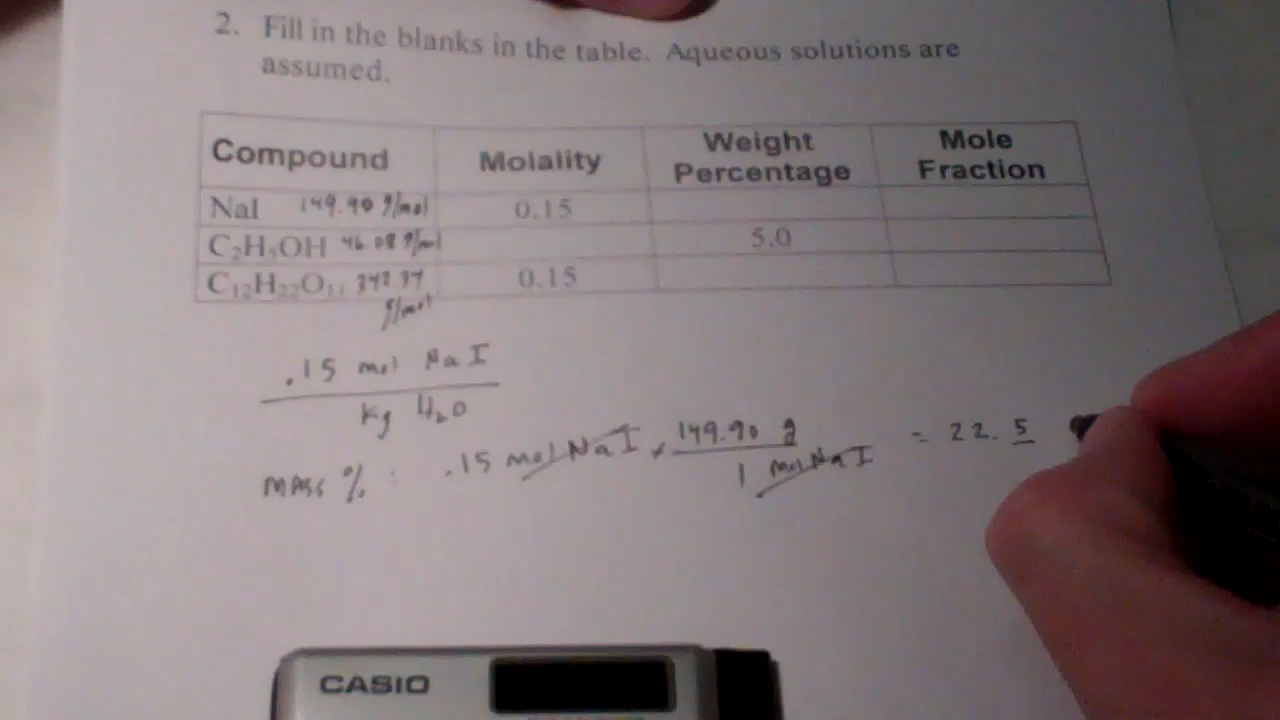 2. Fill in the blanks in the table. Aqueous solutions are
assumed.
Compound Molality Weight Percentage Mole Fraction
NaI 149.90 g/mol 0.15
C₂H₅OH 46.08 g/mol 5.0
C₁₂H₂₂O₁₁ 342.34 g/mol 0.15
.15 mol NaI
kg H₂O
MASS % : .15 mol NaI × 149.90 g / 1 mol NaI = 22.5
CASIO